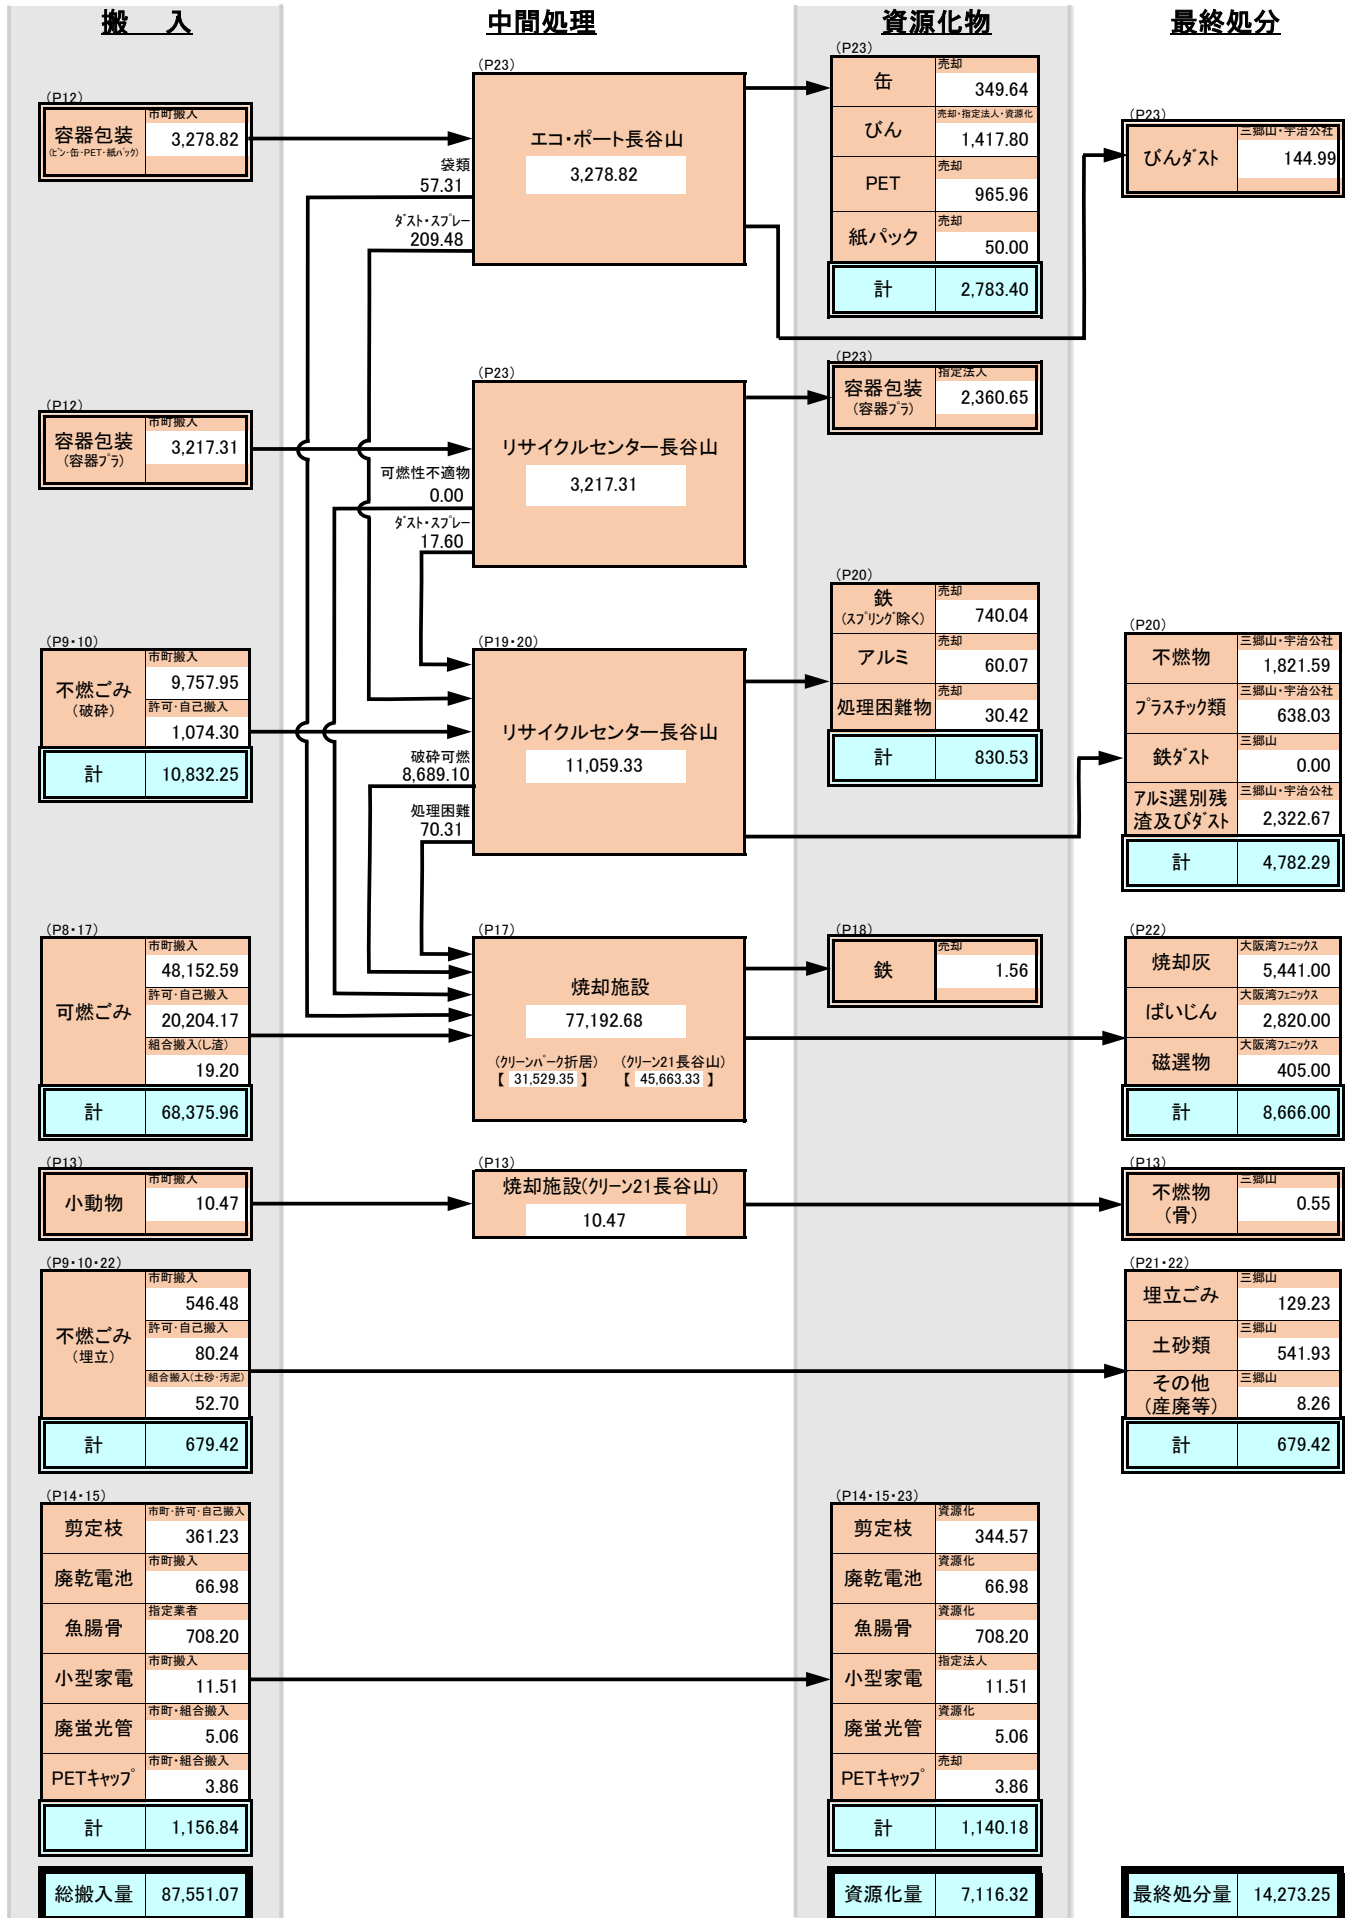 搬　入
中間処理
資源化物
最終処分
(P12)
容器包装
(ビン・缶・PET・紙パック)
市町搬入
3,278.82
(P23)
エコ・ポート長谷山
3,278.82
袋類
57.31
ダスト・スプレー
209.48
(P23)
缶
売却
349.64
びん
売却・指定法人・資源化
1,417.80
PET
売却
965.96
紙パック
売却
50.00
計
2,783.40
(P23)
びんダスト
三郷山・宇治公社
144.99
(P12)
容器包装
(容器プラ)
市町搬入
3,217.31
(P23)
リサイクルセンター長谷山
3,217.31
可燃性不適物
0.00
ダスト・スプレー
17.60
(P23)
容器包装
(容器プラ)
指定法人
2,360.65
(P9・10)
不燃ごみ
(破砕)
市町搬入
9,757.95
許可・自己搬入
1,074.30
計
10,832.25
(P19・20)
リサイクルセンター長谷山
11,059.33
破砕可燃
8,689.10
処理困難
70.31
(P20)
鉄
(スプリング除く)
売却
740.04
アルミ
売却
60.07
処理困難物
売却
30.42
計
830.53
(P20)
不燃物
三郷山・宇治公社
1,821.59
プラスチック類
三郷山・宇治公社
638.03
鉄ダスト
三郷山
0.00
アルミ選別残
渣及びダスト
三郷山・宇治公社
2,322.67
計
4,782.29
(P8・17)
可燃ごみ
市町搬入
48,152.59
許可・自己搬入
20,204.17
組合搬入(し渣)
19.20
計
68,375.96
(P17)
焼却施設
77,192.68
(クリーンパーク折居)
(クリーン21長谷山)
【 31,529.35 】
【 45,663.33 】
(P18)
鉄
売却
1.56
(P22)
焼却灰
大阪湾フェニックス
5,441.00
ばいじん
大阪湾フェニックス
2,820.00
磁選物
大阪湾フェニックス
405.00
計
8,666.00
(P13)
小動物
市町搬入
10.47
(P13)
焼却施設(クリーン21長谷山)
10.47
(P13)
不燃物
(骨)
三郷山
0.55
(P9・10・22)
不燃ごみ
(埋立)
市町搬入
546.48
許可・自己搬入
80.24
組合搬入(土砂・汚泥)
52.70
計
679.42
(P21・22)
埋立ごみ
三郷山
129.23
土砂類
三郷山
541.93
その他
(産廃等)
三郷山
8.26
計
679.42
(P14・15)
剪定枝
市町・許可・自己搬入
361.23
廃乾電池
市町搬入
66.98
魚腸骨
指定業者
708.20
小型家電
市町搬入
11.51
廃蛍光管
市町・組合搬入
5.06
PETキャップ
市町・組合搬入
3.86
計
1,156.84
(P14・15・23)
剪定枝
資源化
344.57
廃乾電池
資源化
66.98
魚腸骨
資源化
708.20
小型家電
指定法人
11.51
廃蛍光管
資源化
5.06
PETキャップ
売却
3.86
計
1,140.18
総搬入量
87,551.07
資源化量
7,116.32
最終処分量
14,273.25